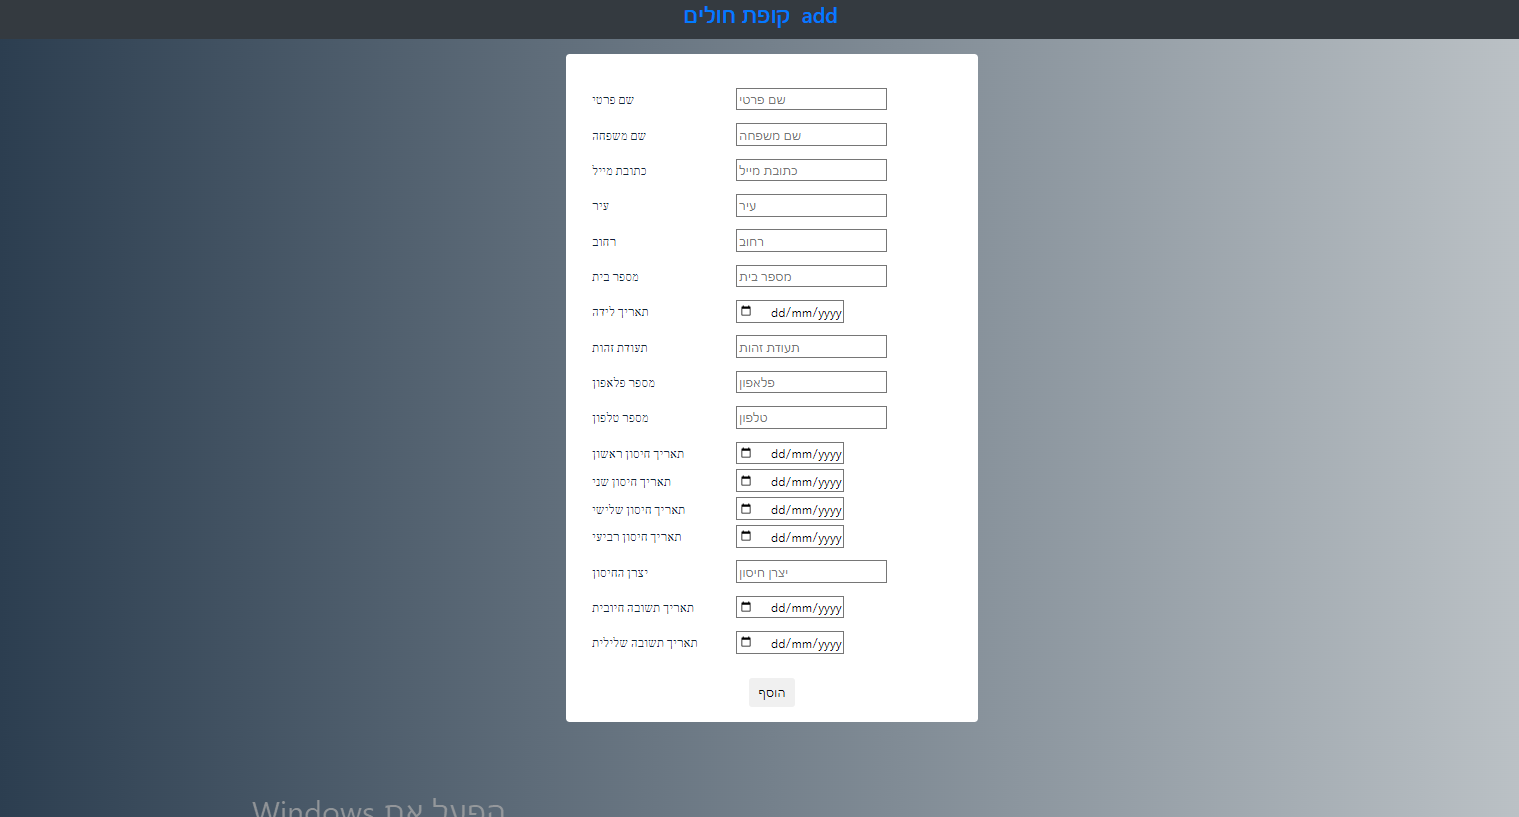 קופת חולים add
שם פרטי שם פרטי
שם משפחה שם משפחה
כתובת מייל כתובת מייל
עיר עיר
רחוב רחוב
מספר בית מספר בית
תאריך לידה dd/mm/yyyy
תעודת זהות תעודת זהות
מספר פלאפון פלאפון
מספר טלפון טלפון
תאריך חיסון ראשון dd/mm/yyyy
תאריך חיסון שני dd/mm/yyyy
תאריך חיסון שלישי dd/mm/yyyy
תאריך חיסון רביעי dd/mm/yyyy
יצרן החיסון יצרן חיסון
תאריך תשובה חיובית dd/mm/yyyy
תאריך תשובה שלילית dd/mm/yyyy
הוסף
הפעל את Windows